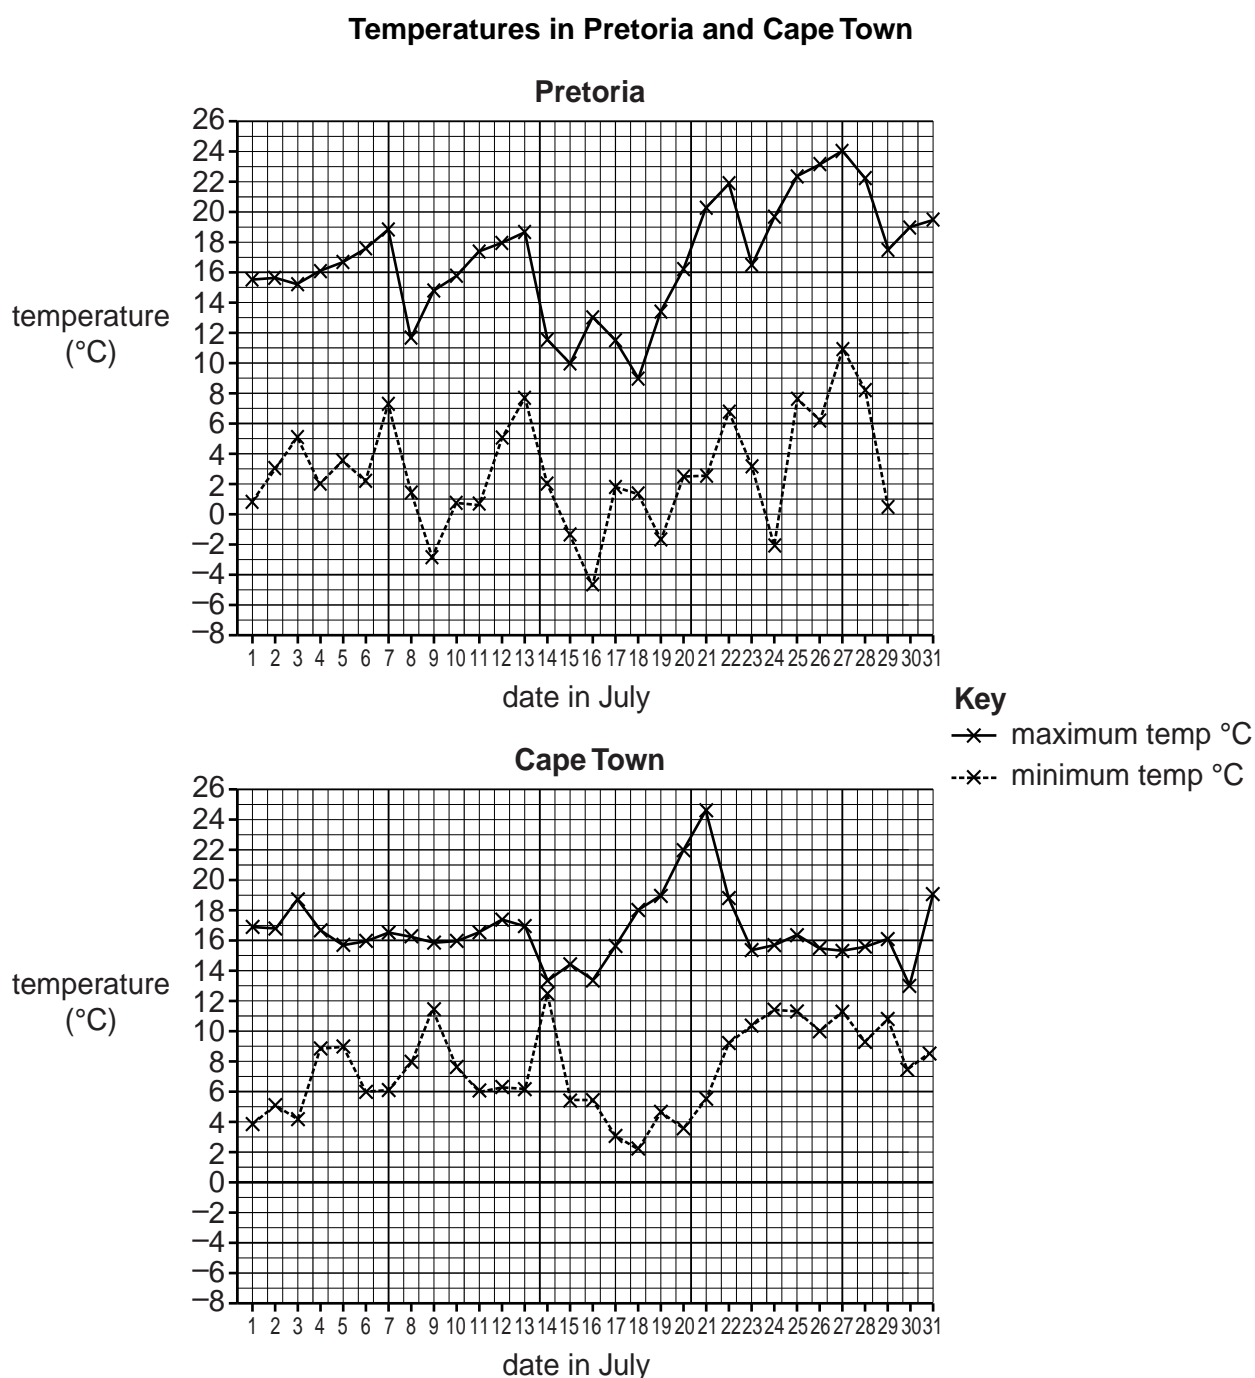 Temperatures in Pretoria and Cape Town
Pretoria
26
24
22
20
18
16
14
12
10
8
6
4
2
0
–2
–4
–6
–8
temperature
(°C)
1 2 3 4 5 6 7 8 9 10 11 12 13 14 15 16 17 18 19 20 21 22 23 24 25 26 27 28 29 30 31
date in July
Key
maximum temp °C
minimum temp °C
Cape Town
26
24
22
20
18
16
14
12
10
8
6
4
2
0
–2
–4
–6
–8
temperature
(°C)
1 2 3 4 5 6 7 8 9 10 11 12 13 14 15 16 17 18 19 20 21 22 23 24 25 26 27 28 29 30 31
date in July